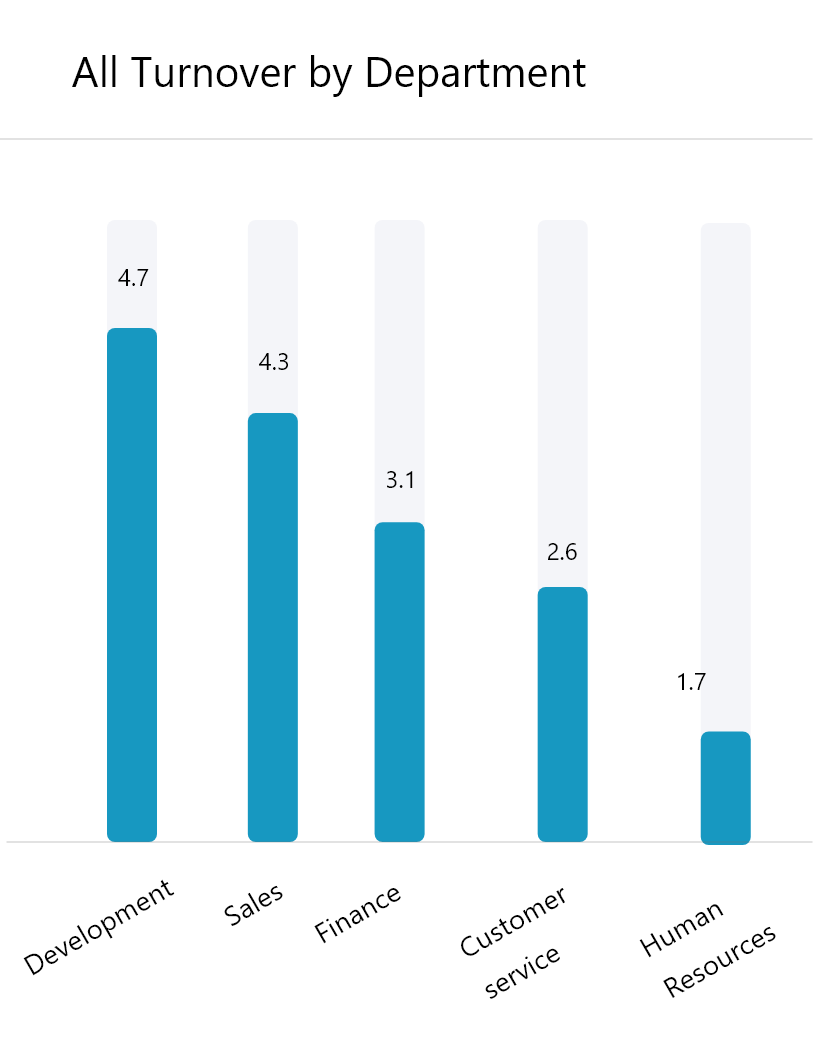 All Turnover by Department
4.7
4.3
3.1
2.6
1.7
Development
Sales
Finance
Customer
service
Human
Resources